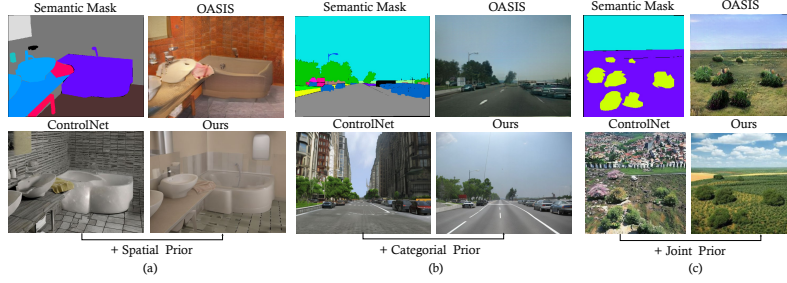 Semantic Mask OASIS Semantic Mask OASIS Semantic Mask OASIS
ControlNet Ours ControlNet Ours ControlNet Ours
+ Spatial Prior + Categorial Prior + Joint Prior
(a) (b) (c)